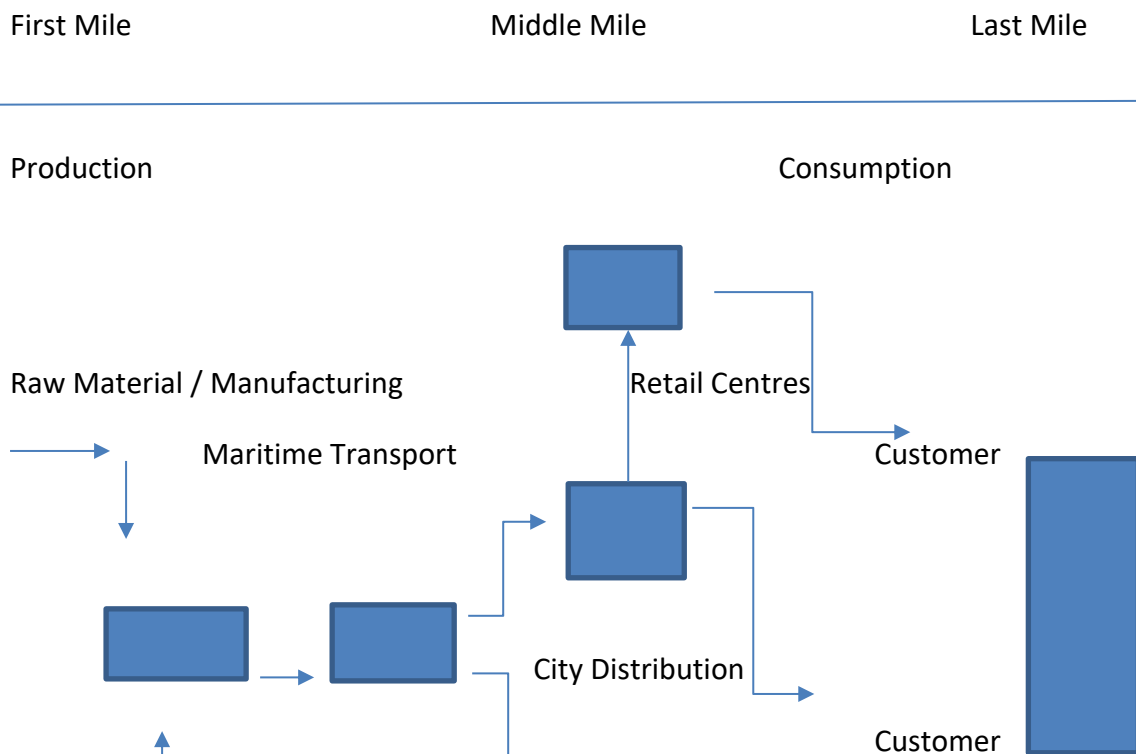 First Mile Middle Mile Last Mile
Production Consumption
Raw Material / Manufacturing Retail Centres
Maritime Transport Customer
City Distribution
Customer